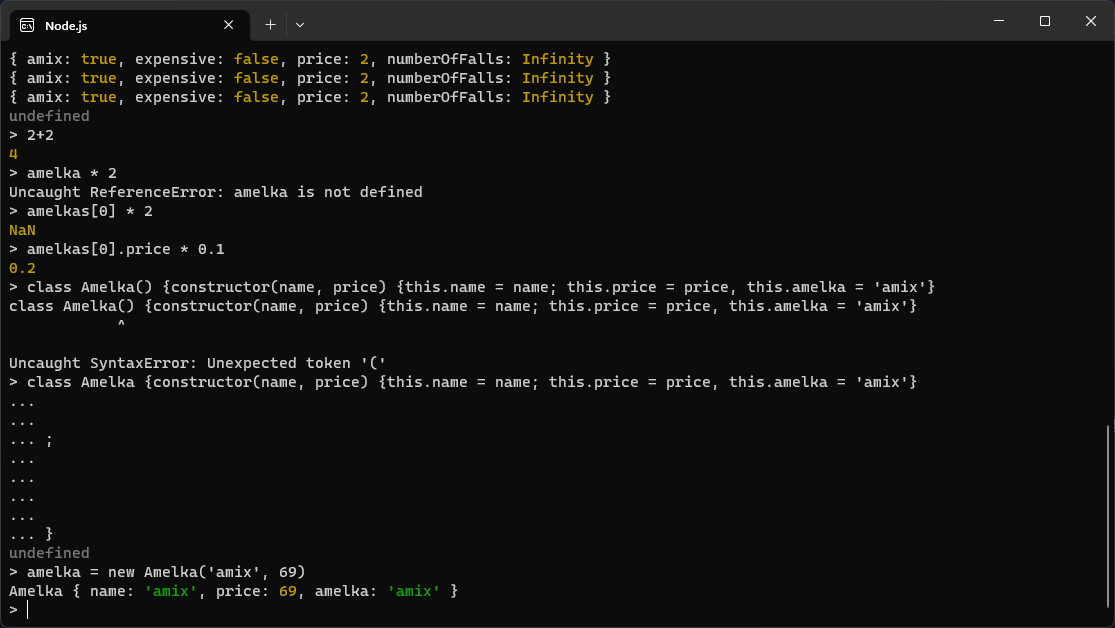 Node.js
{ amix: true, expensive: false, price: 2, numberOfFalls: Infinity }
{ amix: true, expensive: false, price: 2, numberOfFalls: Infinity }
{ amix: true, expensive: false, price: 2, numberOfFalls: Infinity }
undefined
> 2+2
4
> amelka * 2
Uncaught ReferenceError: amelka is not defined
> amelkas[0] * 2
NaN
> amelkas[0].price * 0.1
0.2
> class Amelka() {constructor(name, price) {this.name = name; this.price = price, this.amelka = 'amix'}
class Amelka() {constructor(name, price) {this.name = name; this.price = price, this.amelka = 'amix'}
^
Uncaught SyntaxError: Unexpected token '('
> class Amelka {constructor(name, price) {this.name = name; this.price = price, this.amelka = 'amix'}
...
...
... ;
...
...
...
...
... }
undefined
> amelka = new Amelka('amix', 69)
Amelka { name: 'amix', price: 69, amelka: 'amix' }
>